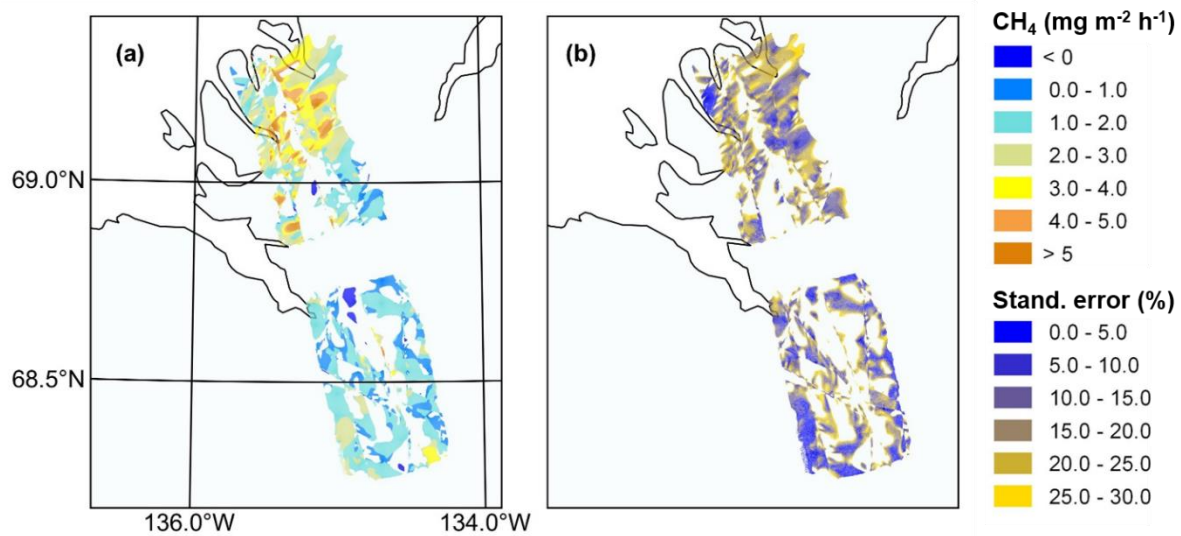 (a)
69.0°N
68.5°N
136.0°W
134.0°W
(b)
CH₄ (mg m⁻² h⁻¹)
< 0
0.0 - 1.0
1.0 - 2.0
2.0 - 3.0
3.0 - 4.0
4.0 - 5.0
> 5
Stand. error (%)
0.0 - 5.0
5.0 - 10.0
10.0 - 15.0
15.0 - 20.0
20.0 - 25.0
25.0 - 30.0